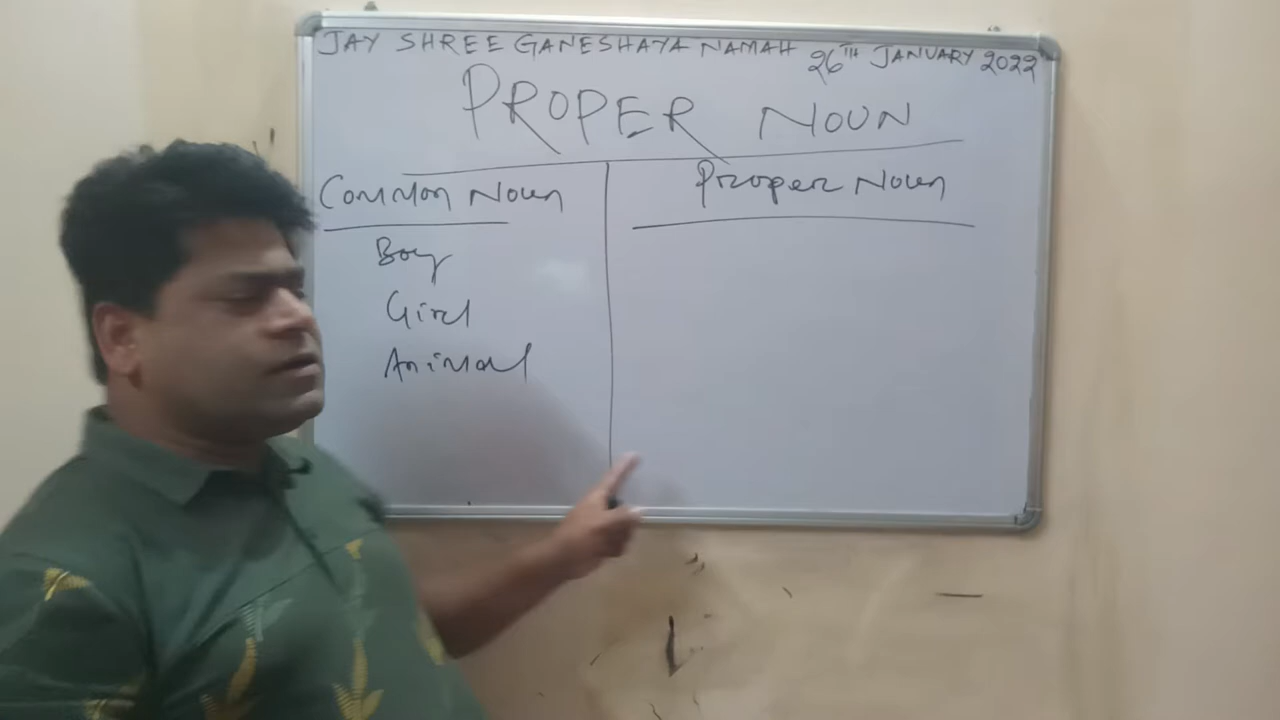 JAY SHREE GANESHAYA NAMAH 26TH JANUARY 2022
PROPER NOUN
Common Noun
Proper Noun
Boy
Girl
Animal